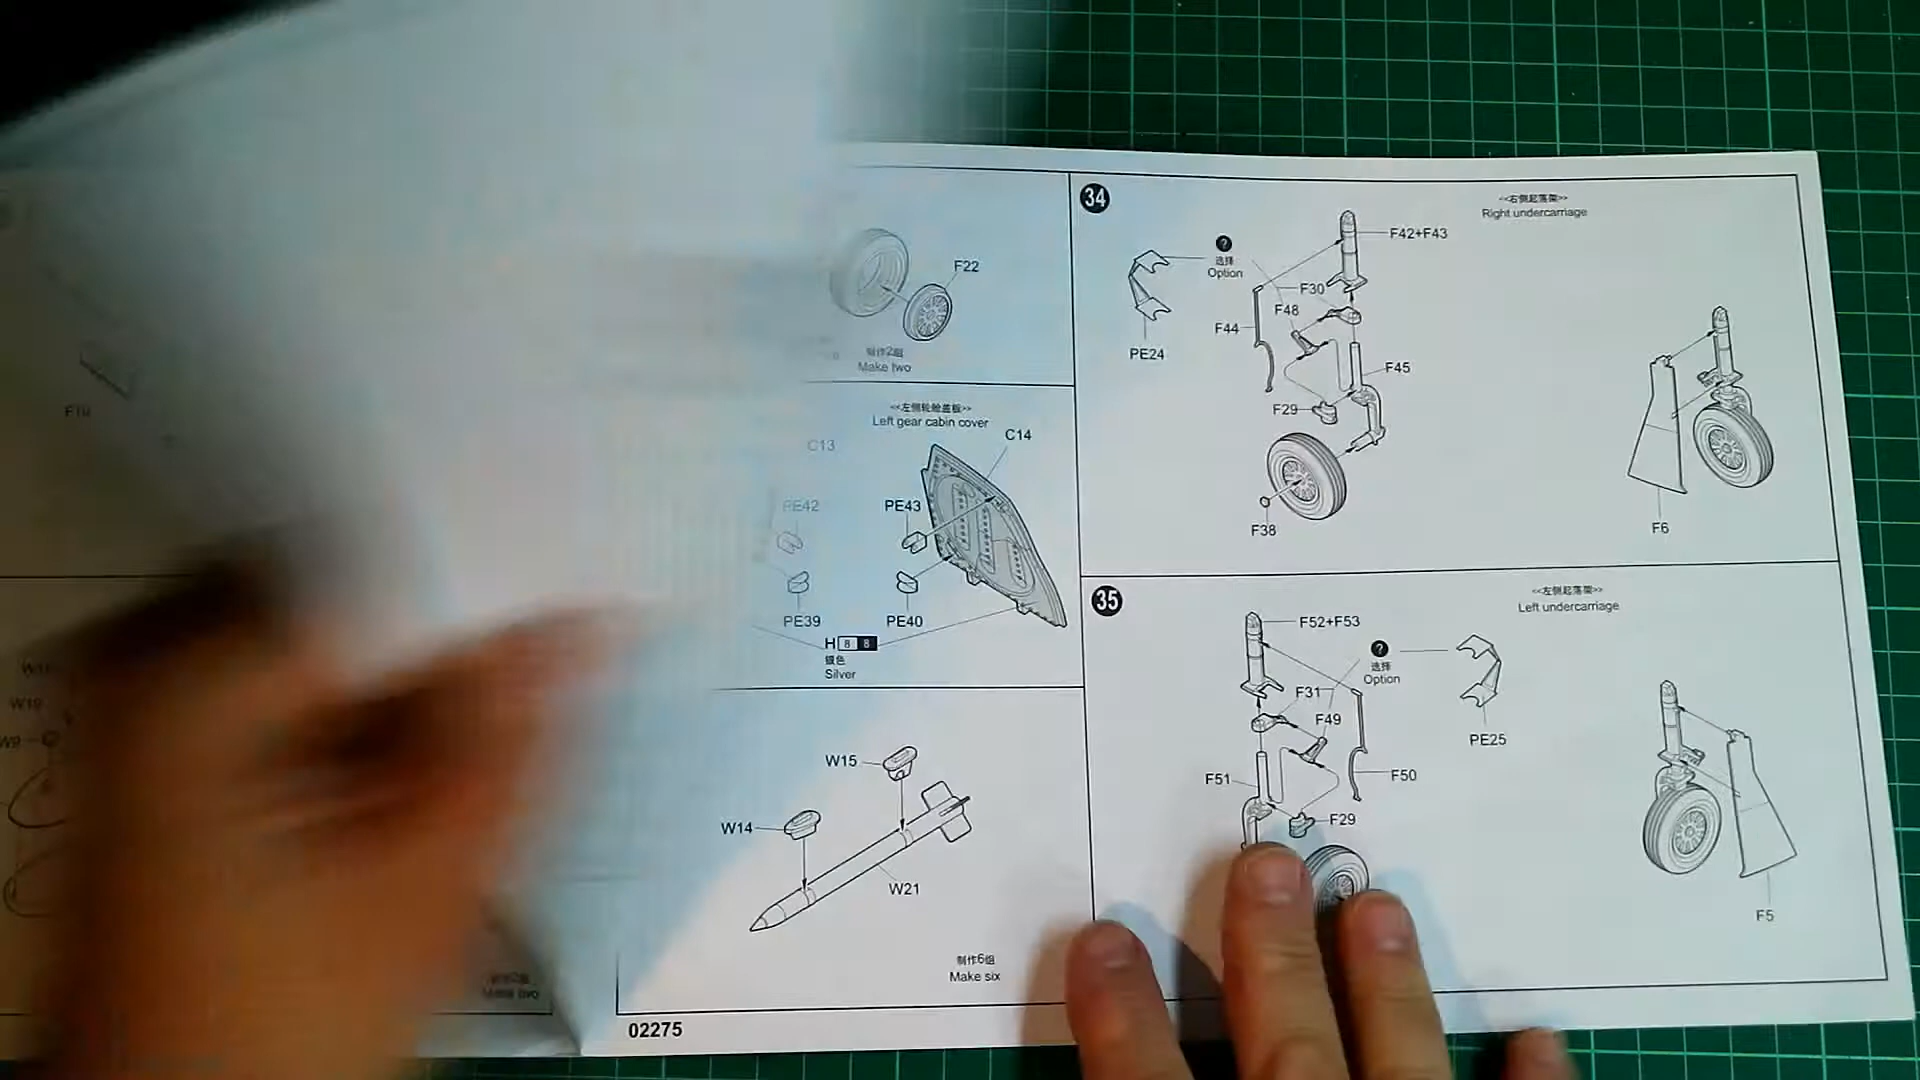 F22
制作2组
Make two
<<左侧轮舱盖板>>
Left gear cabin cover
C13
C14
PE42
PE43
PE39
PE40
H 8 8
银色
Silver
W15
W14
W21
制作6组
Make six
02275
34
<<右侧起落架>>
Right undercarriage
F42+F43
?
选择
Option
PE24
F30
F48
F44
F45
F29
F38
F6
35
<<左侧起落架>>
Left undercarriage
F52+F53
?
选择
Option
F31
F49
PE25
F51
F50
F29
F5